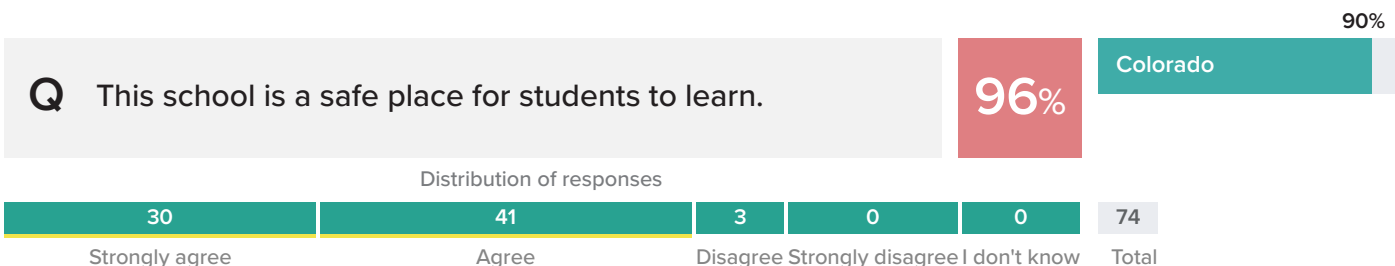 90%
Q This school is a safe place for students to learn.
96%
Colorado
Distribution of responses
30 41 3 0 0 74
Strongly agree Agree Disagree Strongly disagree I don't know Total